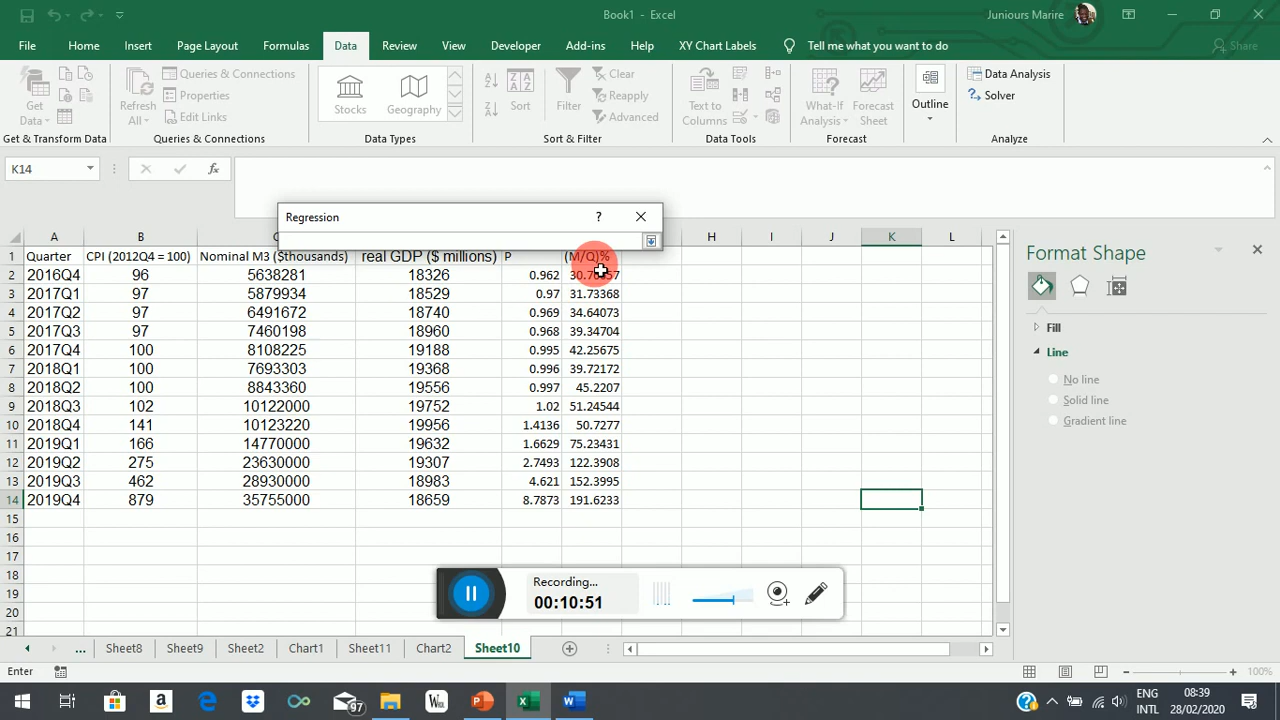 Book1 - Excel
Juniours Marire
File Home Insert Page Layout Formulas Data Review View Developer Add-ins Help XY Chart Labels Tell me what you want to do Share
Get Data
Refresh All
Queries & Connections
Properties
Edit Links
Stocks
Geography
Sort
Filter
Clear
Reapply
Advanced
Text to Columns
What-If Analysis
Forecast Sheet
Outline
Data Analysis
Solver
Get & Transform Data Queries & Connections Data Types Sort & Filter Data Tools Forecast Analyze
K14
fx
Regression ?
A B C H I J K L
1 Quarter CPI (2012Q4 = 100) Nominal M3 ($thousands) real GDP ($ millions) P (M/Q)%
2 2016Q4 96 5638281 18326 0.962
3 2017Q1 97 5879934 18529 0.97 31.73368
4 2017Q2 97 6491672 18740 0.969 34.64073
5 2017Q3 97 7460198 18960 0.968 39.34704
6 2017Q4 100 8108225 19188 0.995 42.25675
7 2018Q1 100 7693303 19368 0.996 39.72172
8 2018Q2 100 8843360 19556 0.997 45.2207
9 2018Q3 102 10122000 19752 1.02 51.24544
10 2018Q4 141 10123220 19956 1.4136 50.7277
11 2019Q1 166 14770000 19632 1.6629 75.23431
12 2019Q2 275 23630000 19307 2.7493 122.3908
13 2019Q3 462 28930000 18983 4.621 152.3995
14 2019Q4 879 35755000 18659 8.7873 191.6233
15
16
17
18
19
20
21
Format Shape
Fill
Line
No line
Solid line
Gradient line
Recording...
00:10:51
... Sheet8 Sheet9 Sheet2 Chart1 Sheet11 Chart2 Sheet10
Enter
100%
97
ENG
INTL
08:39
28/02/2020